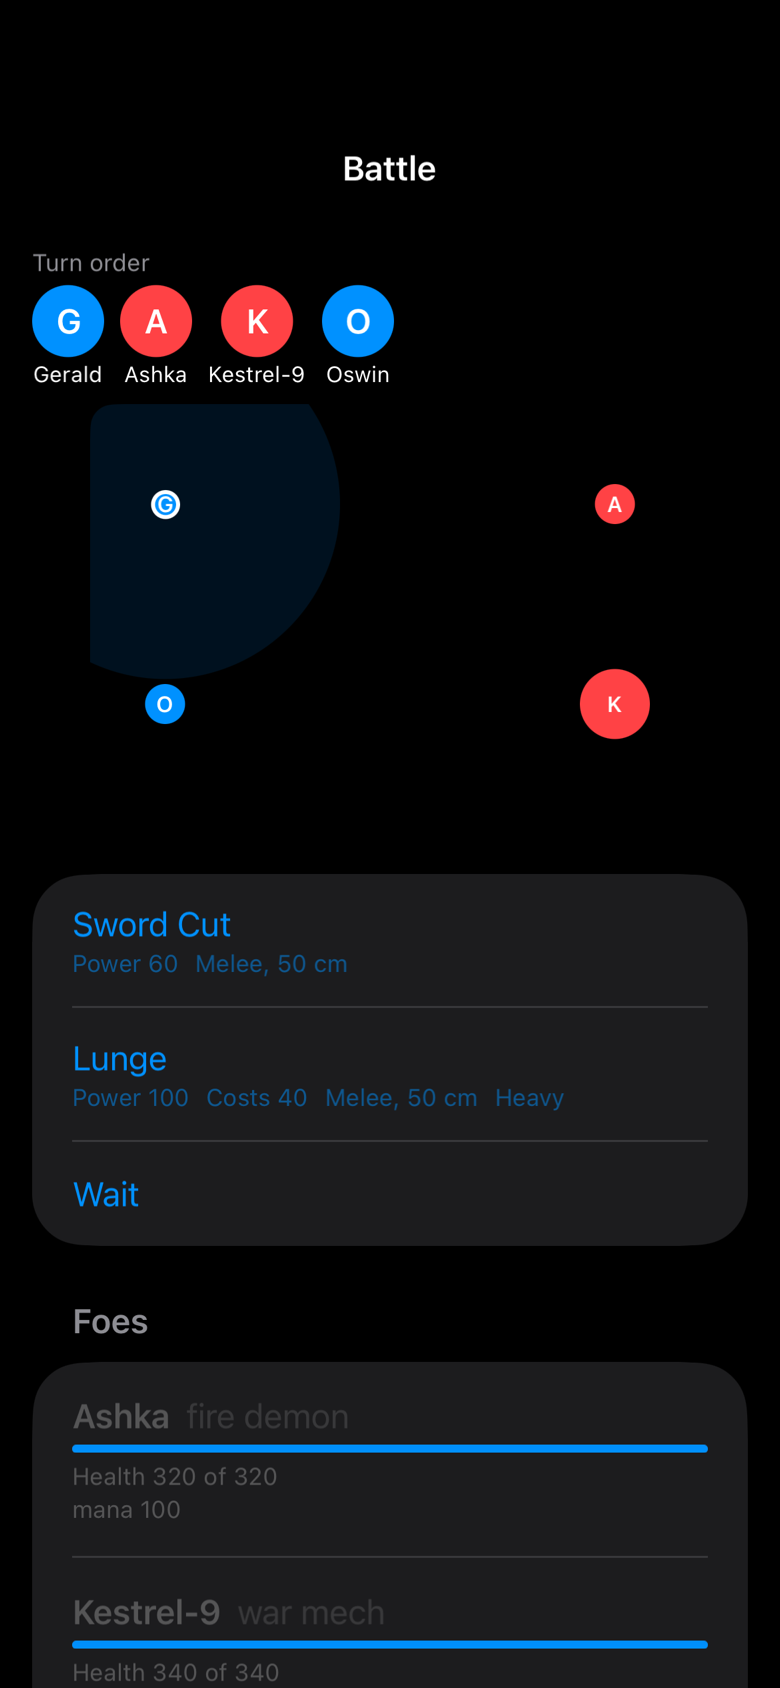 Battle
Turn order
G A K O
Gerald Ashka Kestrel-9 Oswin
G A
O K
Sword Cut
Power 60 Melee, 50 cm
Lunge
Power 100 Costs 40 Melee, 50 cm Heavy
Wait
Foes
Ashka fire demon
Health 320 of 320
mana 100
Kestrel-9 war mech
Health 340 of 340